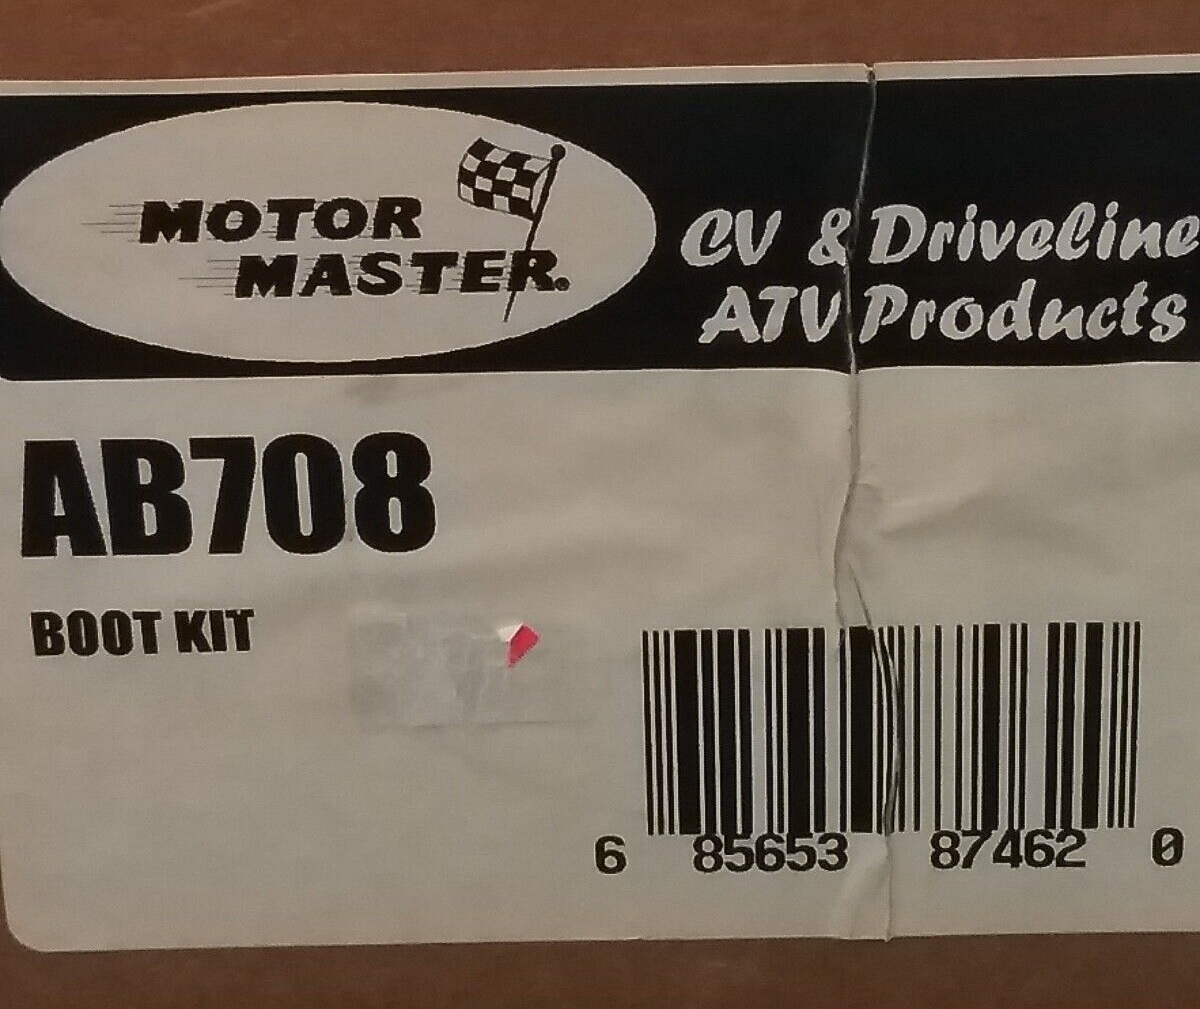 MOTOR
MASTER®
CV & Driveline
ATV Products
AB708
BOOT KIT
6 85653 87462 0